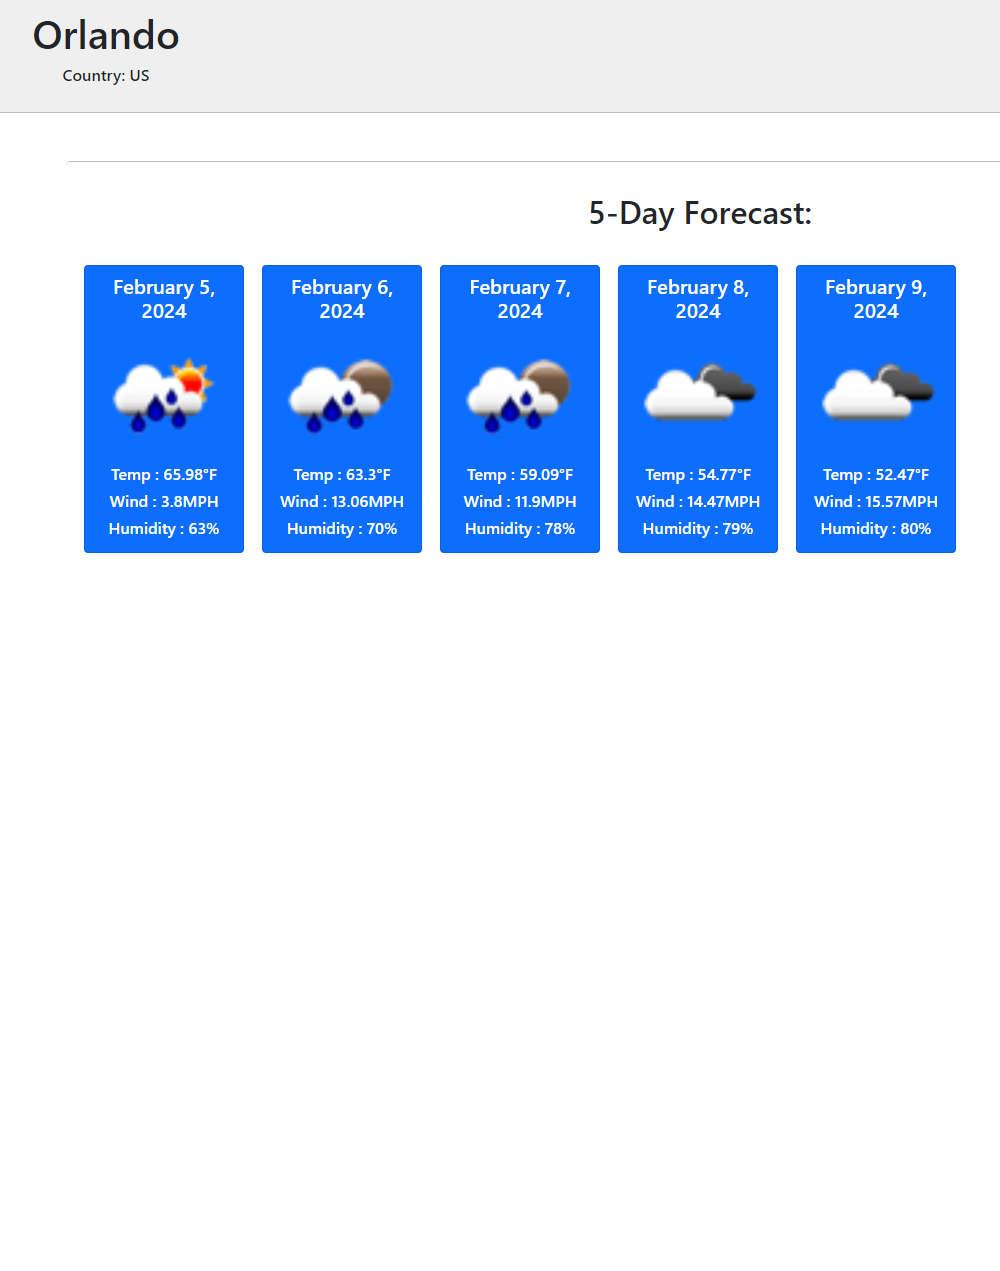 Orlando
Country: US
5-Day Forecast:
February 5,
2024
Temp : 65.98°F
Wind : 3.8MPH
Humidity : 63%
February 6,
2024
Temp : 63.3°F
Wind : 13.06MPH
Humidity : 70%
February 7,
2024
Temp : 59.09°F
Wind : 11.9MPH
Humidity : 78%
February 8,
2024
Temp : 54.77°F
Wind : 14.47MPH
Humidity : 79%
February 9,
2024
Temp : 52.47°F
Wind : 15.57MPH
Humidity : 80%